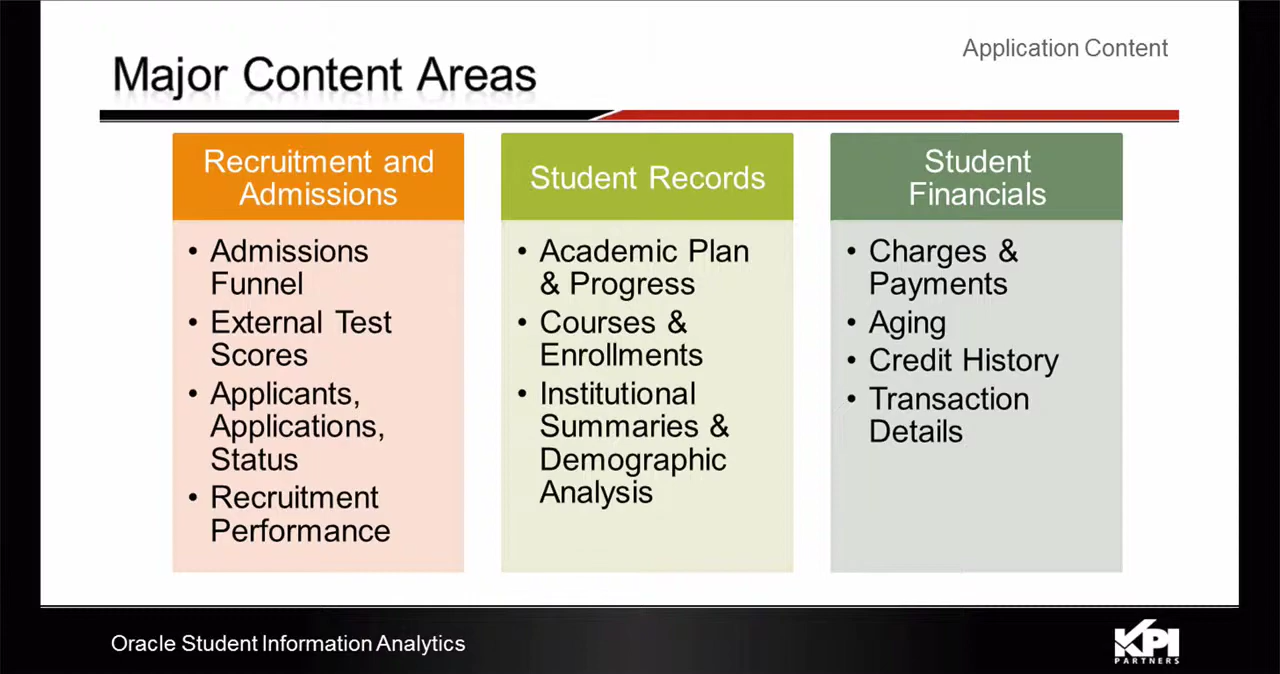 Application Content
Major Content Areas
Recruitment and
Admissions
• Admissions
Funnel
• External Test
Scores
• Applicants,
Applications,
Status
• Recruitment
Performance
Student Records
• Academic Plan
& Progress
• Courses &
Enrollments
• Institutional
Summaries &
Demographic
Analysis
Student
Financials
• Charges &
Payments
• Aging
• Credit History
• Transaction
Details
Oracle Student Information Analytics
KPI
PARTNERS